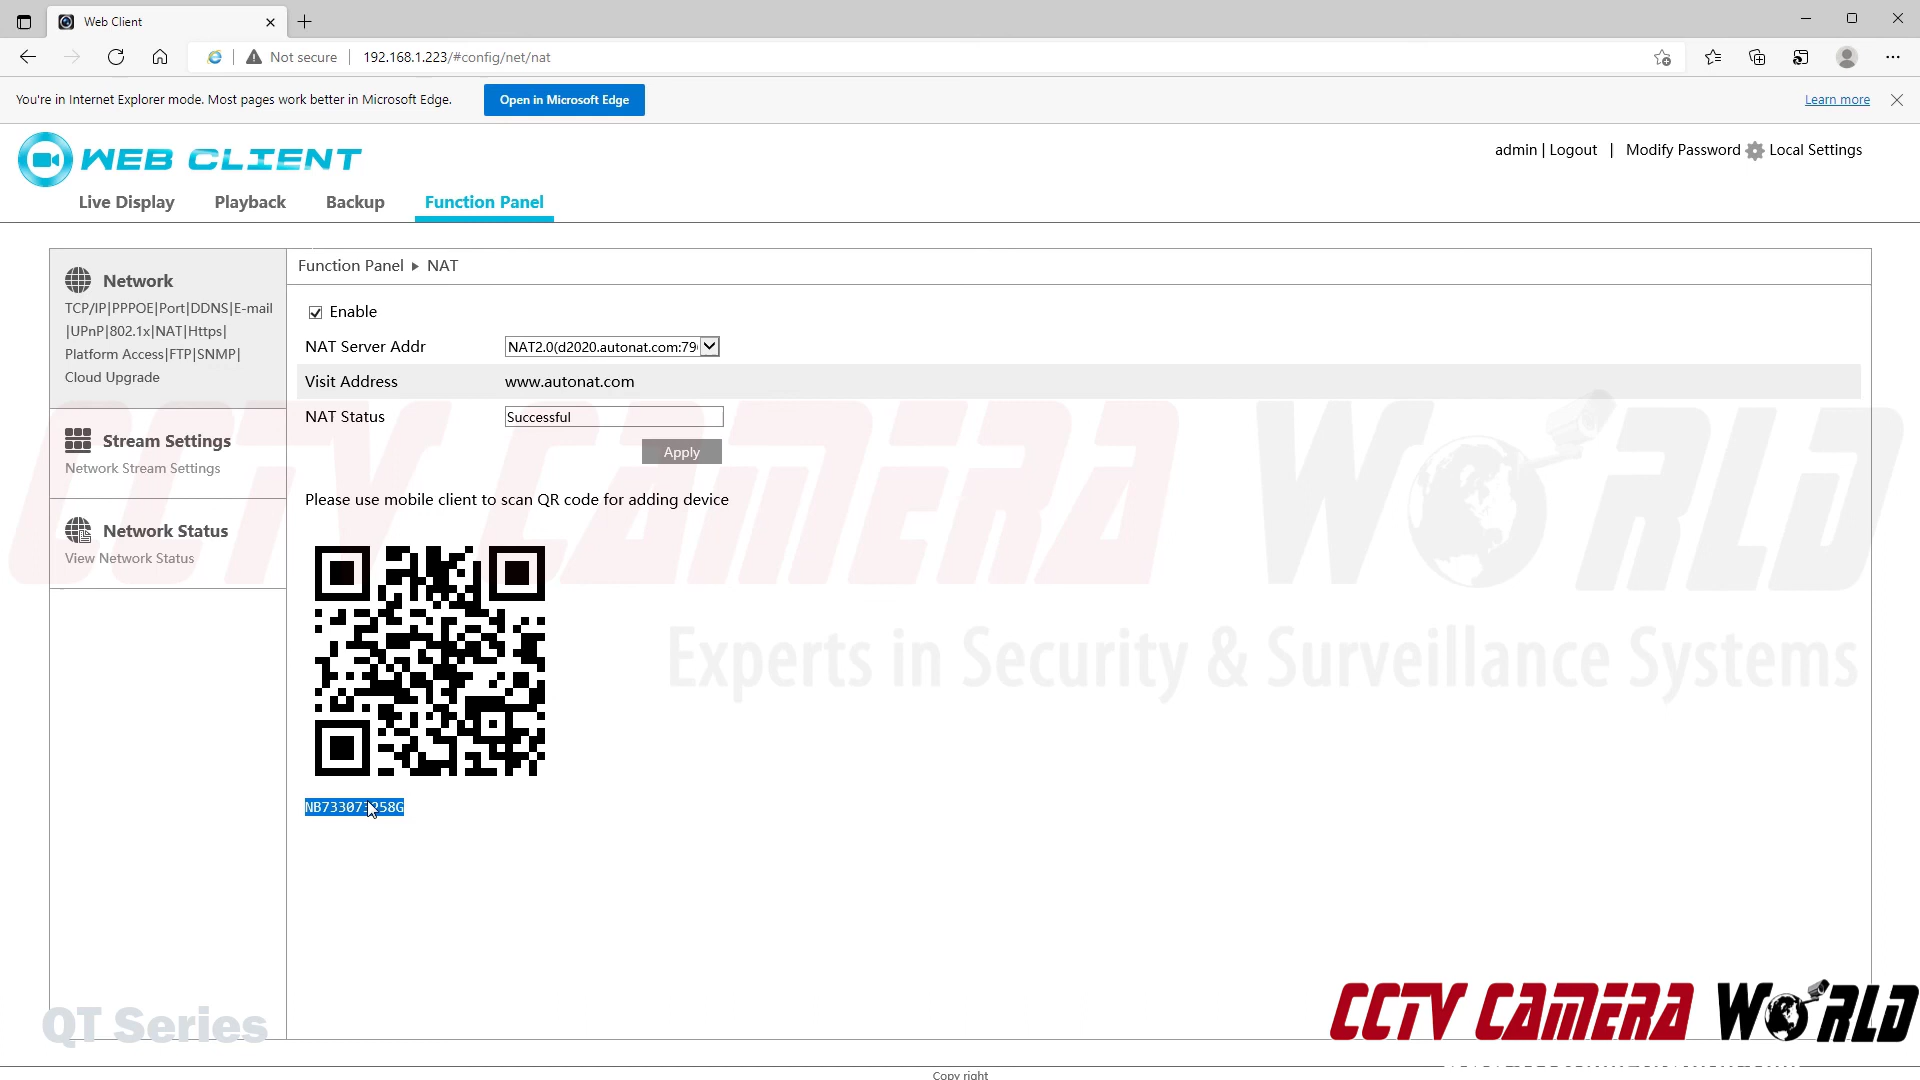 Web Client
Not secure
192.168.1.223/#config/net/nat
You're in Internet Explorer mode. Most pages work better in Microsoft Edge.
Open in Microsoft Edge
Learn more
WEB CLIENT
admin | Logout | Modify Password Local Settings
Live Display
Playback
Backup
Function Panel
Network
TCP/IP|PPPOE|Port|DDNS|E-mail
|UPnP|802.1x|NAT|Https|
Platform Access|FTP|SNMP|
Cloud Upgrade
Stream Settings
Network Stream Settings
Network Status
View Network Status
Function Panel ▸ NAT
Enable
NAT Server Addr
NAT2.0(d2020.autonat.com:79
Visit Address
www.autonat.com
NAT Status
Successful
Apply
Please use mobile client to scan QR code for adding device
CCTV CAMERA WORLD
Experts in Security & Surveillance Systems
QT Series
CCTV CAMERA WORLD
Copy right